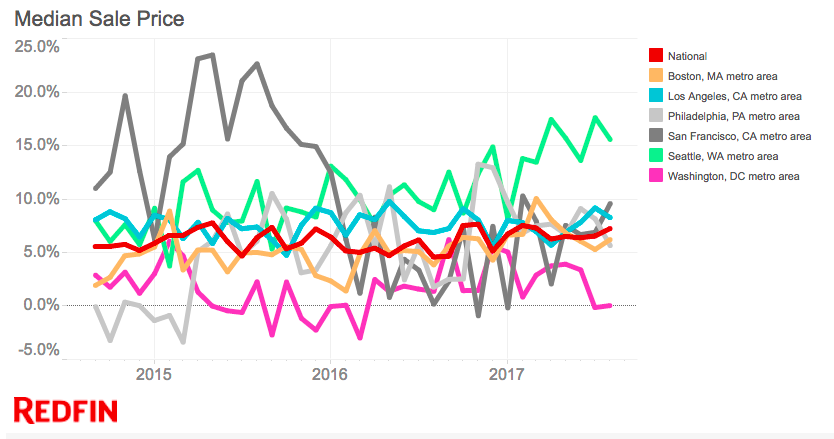 Median Sale Price
25.0%
20.0%
15.0%
10.0%
5.0%
0.0%
-5.0%
2015
2016
2017
National
Boston, MA metro area
Los Angeles, CA metro area
Philadelphia, PA metro area
San Francisco, CA metro area
Seattle, WA metro area
Washington, DC metro area
REDFIN